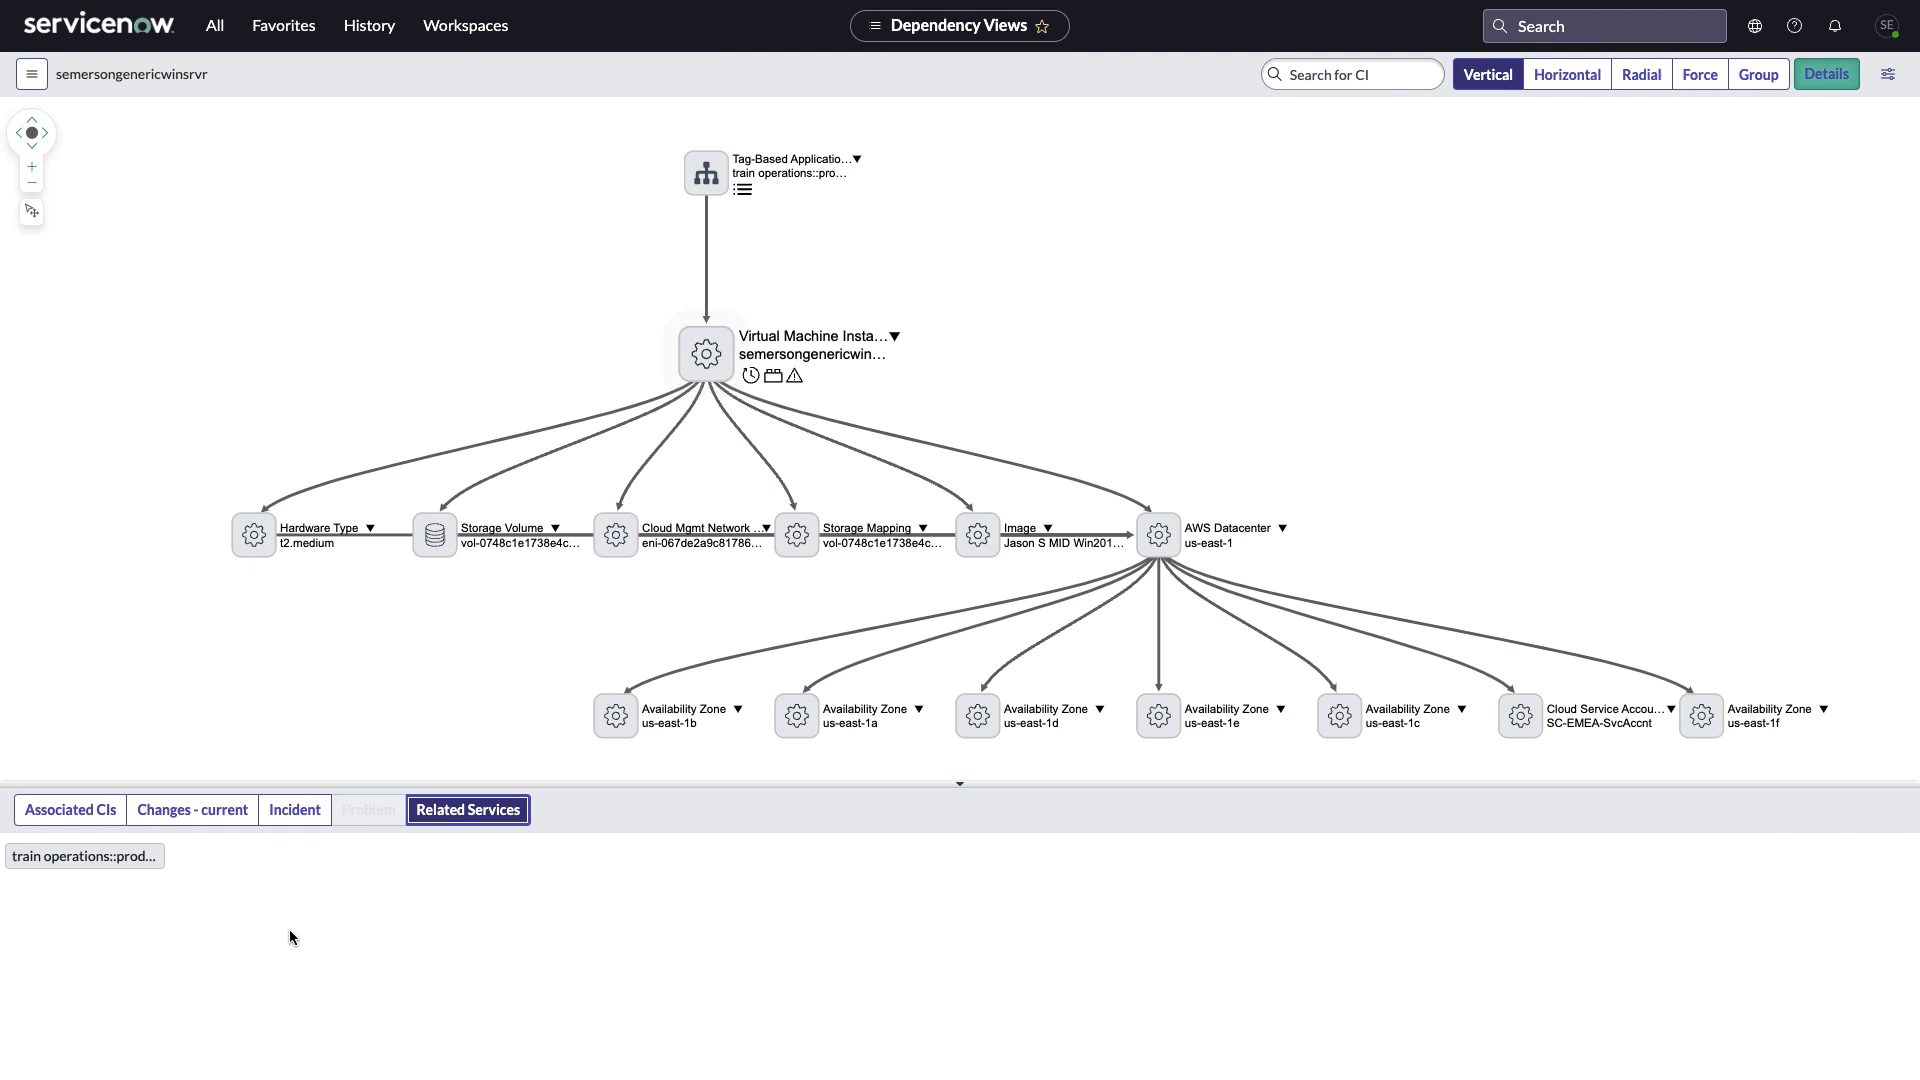 servicenow
All
Favorites
History
Workspaces
Dependency Views
Search
SE
semersongenericwinsrvr
Search for CI
Vertical
Horizontal
Radial
Force
Group
Details
Tag-Based Applicatio...
train operations::pro...
Virtual Machine Insta...
semersongenericwin...
Hardware Type
t2.medium
Storage Volume
vol-0748c1e1738e4c...
Cloud Mgmt Network ...
eni-067de2a9c81786...
Storage Mapping
vol-0748c1e1738e4c...
Image
Jason S MID Win201...
AWS Datacenter
us-east-1
Availability Zone
us-east-1b
Availability Zone
us-east-1a
Availability Zone
us-east-1d
Availability Zone
us-east-1e
Availability Zone
us-east-1c
Cloud Service Accou...
SC-EMEA-SvcAccnt
Availability Zone
us-east-1f
Associated CIs
Changes - current
Incident
Problem
Related Services
train operations::prod...